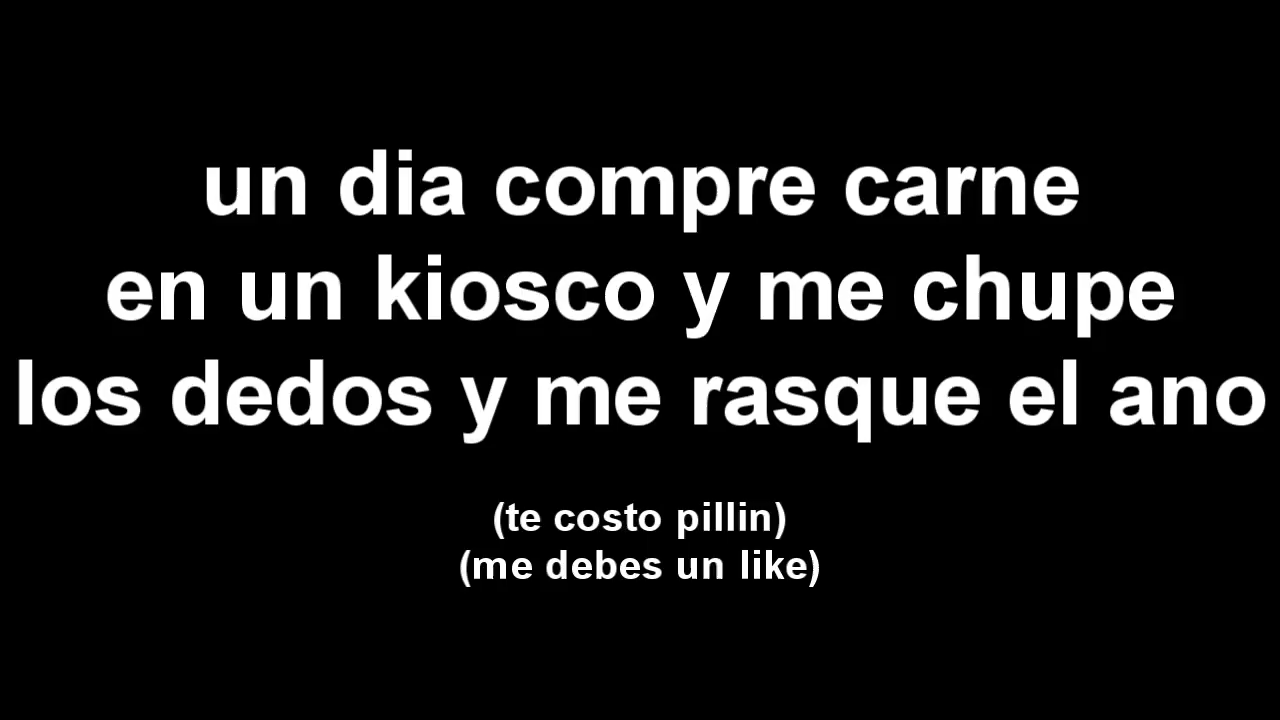 un dia compre carne
en un kiosco y me chupe
los dedos y me rasque el ano
(te costo pillin)
(me debes un like)